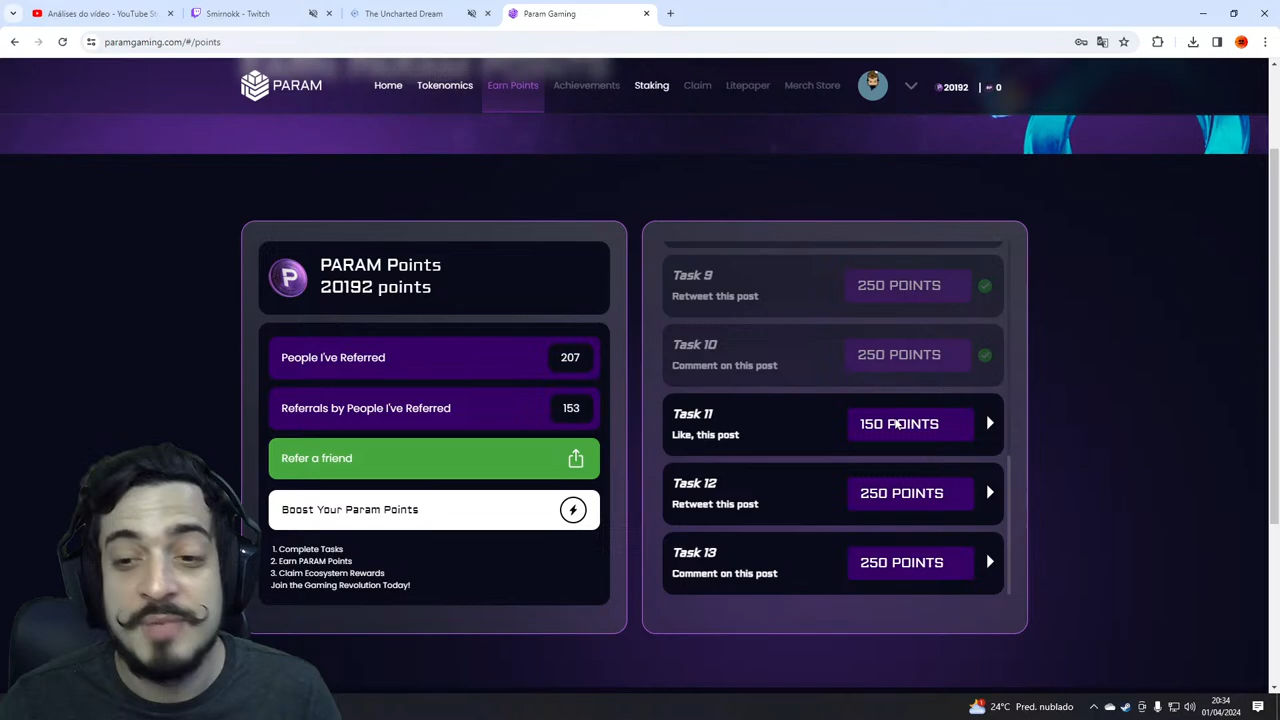 Análises do vídeo - YouTube St
Smirnokk - Twitch
The Uncharted Dream
Param Gaming
paramgaming.com/#/points
PARAM
Home
Tokenomics
Earn Points
Achievements
Staking
Claim
Litepaper
Merch Store
20192
0
PARAM Points
20192 points
People I've Referred
207
Referrals by People I've Referred
153
Refer a friend
Boost Your Param Points
1. Complete Tasks
2. Earn PARAM Points
3. Claim Ecosystem Rewards
Join the Gaming Revolution Today!
Task 9
Retweet this post
250 POINTS
Task 10
Comment on this post
250 POINTS
Task 11
Like, this post
150 POINTS
Task 12
Retweet this post
250 POINTS
Task 13
Comment on this post
250 POINTS
24°C Pred. nublado
20:34
01/04/2024